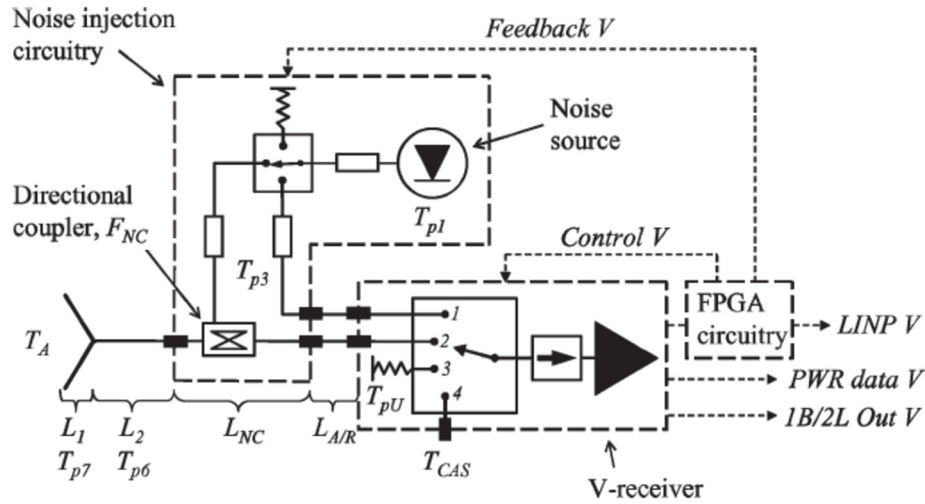 Noise injection
circuitry
Feedback V
Noise
source
Directional
coupler, F_NC
T_p1
T_p3
Control V
FPGA
circuitry
LINP V
T_A
1
2
3
4
T_pU
PWR data V
1B/2L Out V
L_1
L_2
L_NC
L_A/R
T_p7
T_p6
T_CAS
V-receiver